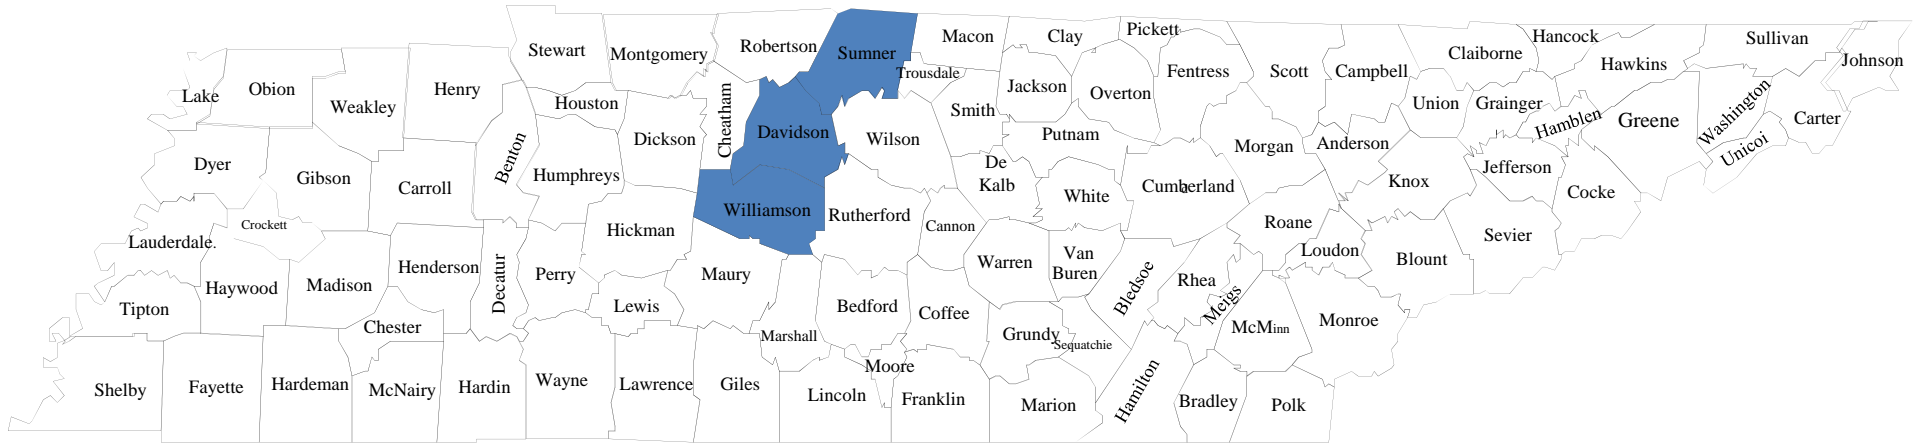 Stewart
Montgomery
Robertson
Sumner
Macon
Clay
Pickett
Hancock
Sullivan
Claiborne
Hawkins
Johnson
Lake
Obion
Weakley
Henry
Houston
Cheatham
Trousdale
Jackson
Overton
Fentress
Scott
Campbell
Union
Grainger
Hamblen
Greene
Washington
Unicoi
Carter
Dyer
Gibson
Carroll
Benton
Humphreys
Dickson
Davidson
Wilson
Smith
Putnam
De
Kalb
White
Cumberland
Morgan
Anderson
Knox
Jefferson
Cocke
Lauderdale.
Crockett
Hickman
Williamson
Rutherford
Cannon
Warren
Van
Buren
Bledsoe
Rhea
Roane
Loudon
Blount
Sevier
Tipton
Haywood
Madison
Henderson
Decatur
Perry
Lewis
Maury
Marshall
Bedford
Coffee
Grundy
Sequatchie
Meigs
McMinn
Monroe
Chester
Shelby
Fayette
Hardeman
McNairy
Hardin
Wayne
Lawrence
Giles
Lincoln
Moore
Franklin
Marion
Hamilton
Bradley
Polk